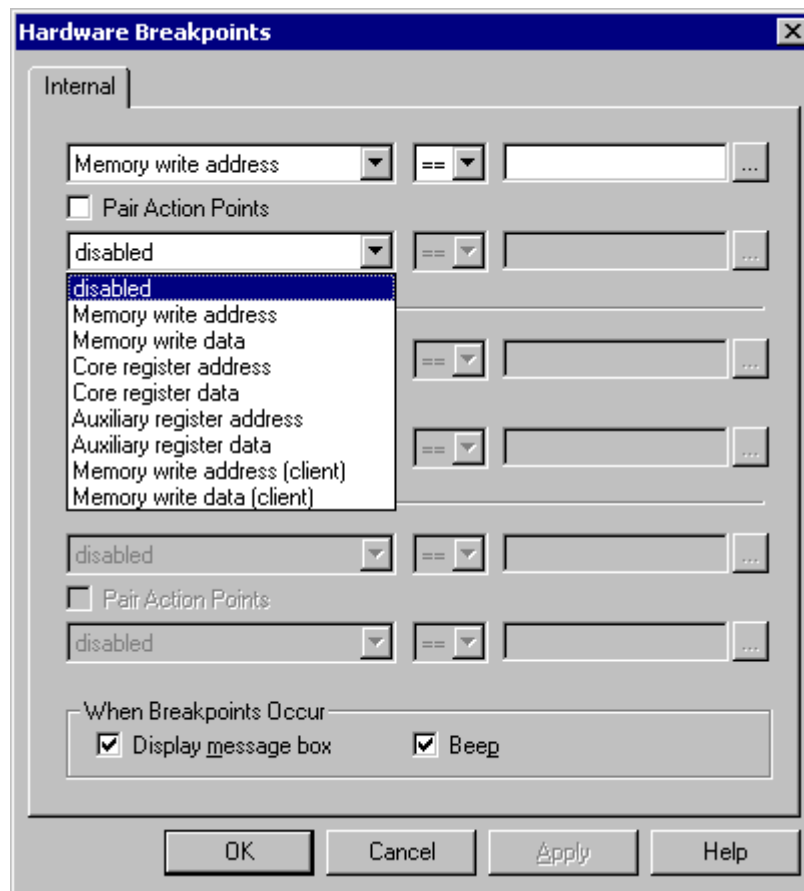 Hardware Breakpoints
Internal
Memory write address == ...
Pair Action Points
disabled == ...
disabled
Memory write address
Memory write data
Core register address == ...
Core register data
Auxiliary register address
Auxiliary register data == ...
Memory write address (client)
Memory write data (client)
disabled == ...
Pair Action Points
disabled == ...
When Breakpoints Occur
Display message box Beep
OK Cancel Apply Help